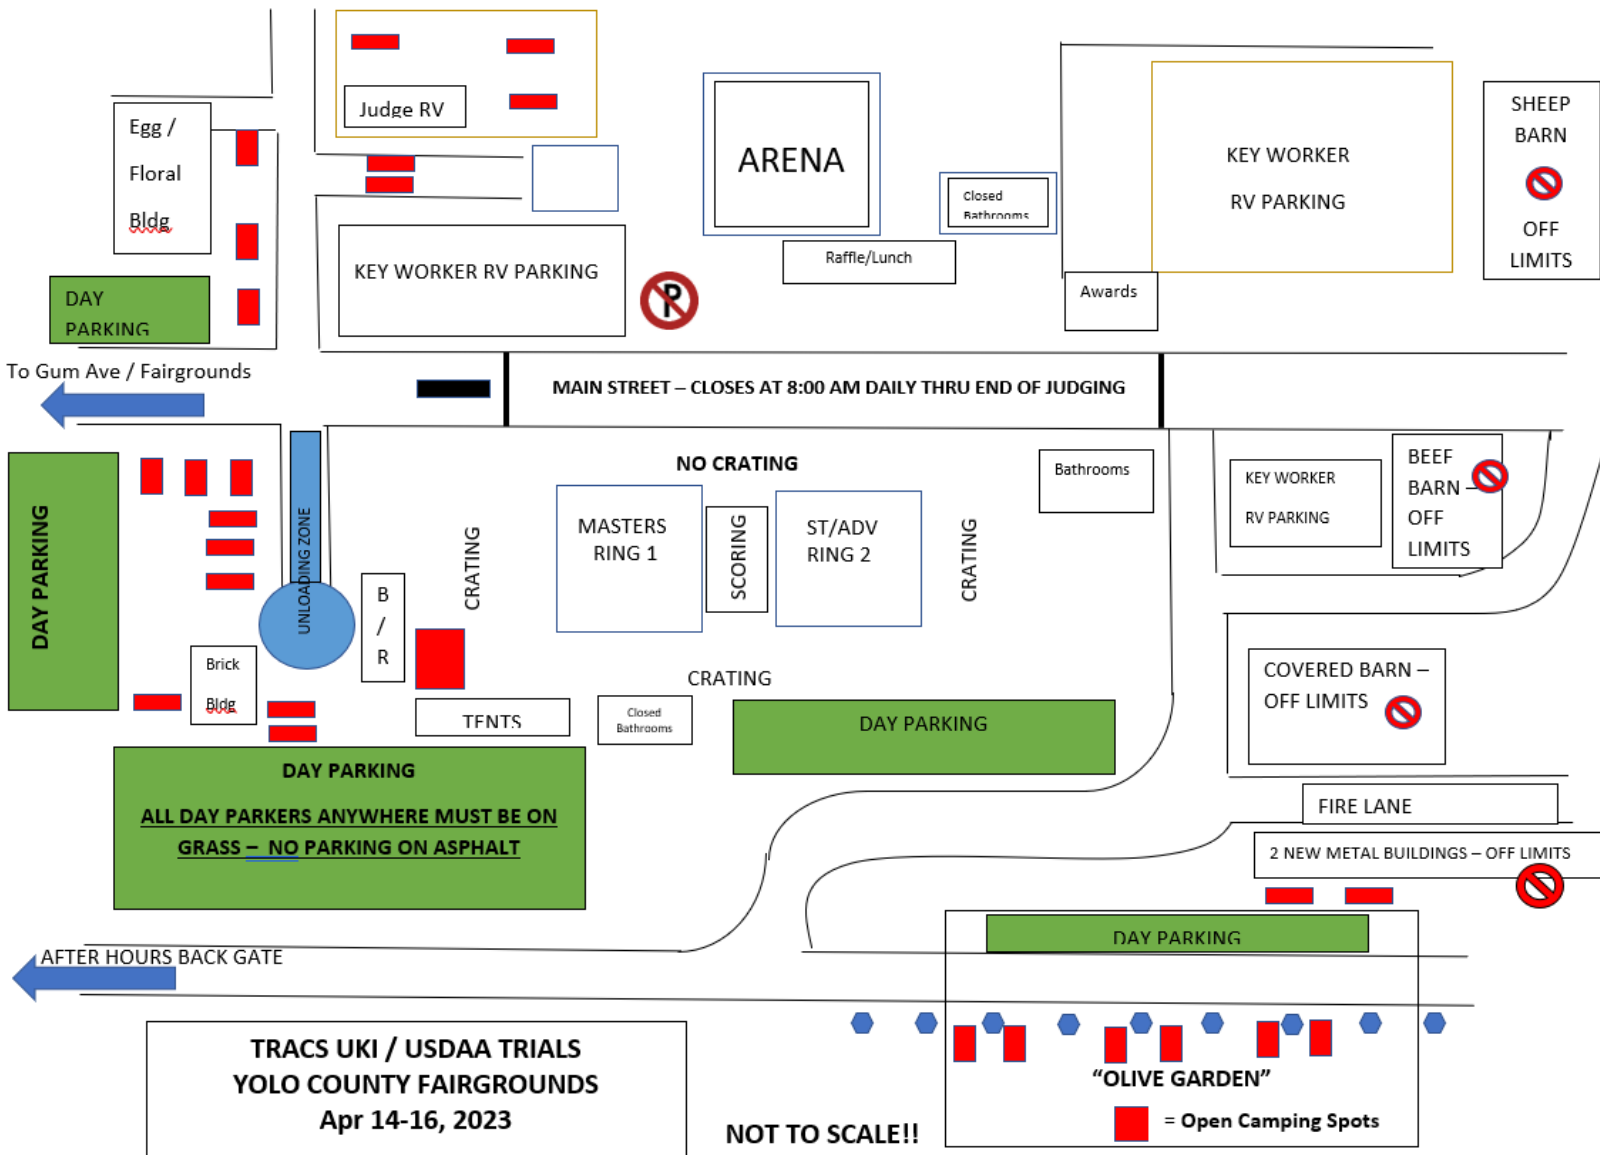 Judge RV
Egg /
Floral
Bldg
DAY
PARKING
ARENA
Closed
Bathrooms
Raffle/Lunch
KEY WORKER
RV PARKING
SHEEP
BARN
OFF
LIMITS
KEY WORKER RV PARKING
P
Awards
To Gum Ave / Fairgrounds
MAIN STREET – CLOSES AT 8:00 AM DAILY THRU END OF JUDGING
DAY PARKING
UNLOADING ZONE
B
/
R
CRATING
NO CRATING
MASTERS
RING 1
SCORING
ST/ADV
RING 2
CRATING
Bathrooms
KEY WORKER
RV PARKING
BEEF
BARN –
OFF
LIMITS
Brick
Bldg
TENTS
CRATING
Closed
Bathrooms
DAY PARKING
COVERED BARN –
OFF LIMITS
FIRE LANE
2 NEW METAL BUILDINGS – OFF LIMITS
DAY PARKING
ALL DAY PARKERS ANYWHERE MUST BE ON
GRASS – NO PARKING ON ASPHALT
DAY PARKING
AFTER HOURS BACK GATE
TRACS UKI / USDAA TRIALS
YOLO COUNTY FAIRGROUNDS
Apr 14-16, 2023
NOT TO SCALE!!
“OLIVE GARDEN”
= Open Camping Spots